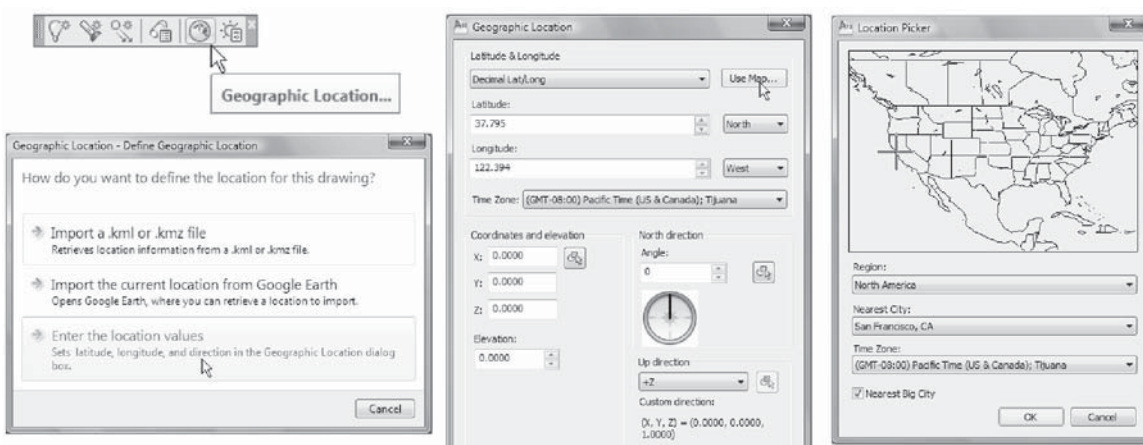 Geographic Location...
Geographic Location - Define Geographic Location
How do you want to define the location for this drawing?
Import a .kml or .kmz file
Retrieves location information from a .kml or .kmz file.
Import the current location from Google Earth
Opens Google Earth, where you can retrieve a location to import.
Enter the location values
Sets latitude, longitude, and direction in the Geographic Location dialog
box.
Cancel
Geographic Location
Latitude & Longitude
Decimal Lat/Long
Use Map...
Latitude:
37.795
North
Longitude:
122.394
West
Time Zone: (GMT-08:00) Pacific Time (US & Canada); Tijuana
Coordinates and elevation
X: 0.0000
Y: 0.0000
Z: 0.0000
Elevation:
0.0000
North direction
Angle:
0
Up direction
+Z
Custom direction:
(X, Y, Z) = (0.0000, 0.0000,
1.0000)
Location Picker
Region:
North America
Nearest City:
San Francisco, CA
Time Zone:
(GMT-08:00) Pacific Time (US & Canada); Tijuana
Nearest Big City
OK
Cancel